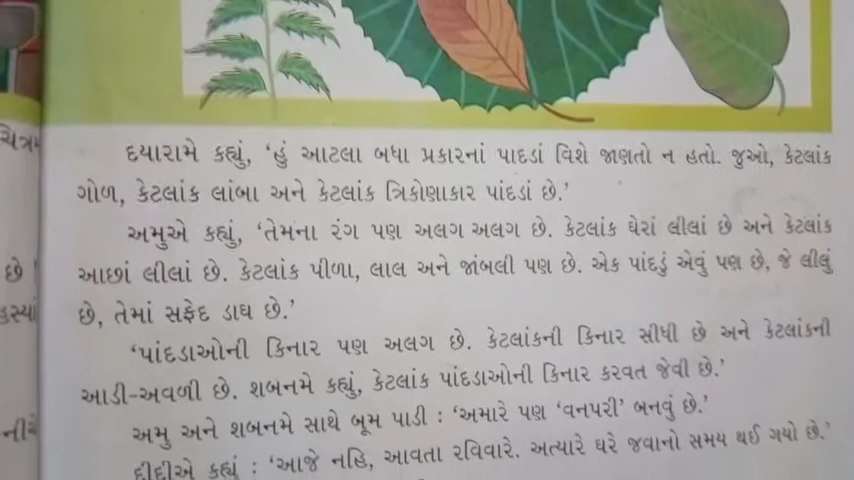 દયારામે કહ્યું, ‘હું આટલા બધા પ્રકારનાં પાદડાં વિશે જાણતો ન હતો. જુઓ, કેટલાંક
ગોળ, કેટલાંક લાંબા અને કેટલાંક ત્રિકોણાકાર પાંદડાં છે.’
અમુએ કહ્યું, ‘તેમના રંગ પણ અલગ અલગ છે. કેટલાંક ઘેરાં લીલાં છે અને કેટલાંક
આછાં લીલાં છે. કેટલાંક પીળા, લાલ અને જાંબલી પણ છે. એક પાંદડું એવું પણ છે, જે લીલું
છે, તેમાં સફેદ ડાઘ છે.’
‘પાંદડાઓની કિનાર પણ અલગ છે. કેટલાંકની કિનાર સીધી છે અને કેટલાંકની
આડી-અવળી છે. શબનમે કહ્યું, કેટલાંક પાંદડાઓની કિનાર કરવત જેવી છે.’
અમુ અને શબનમે સાથે બૂમ પાડી : ‘અમારે પણ ‘વનપરી’ બનવું છે.’
દીદીએ કહ્યું : ‘આજે નહિ, આવતા રવિવારે. અત્યારે ઘરે જવાનો સમય થઈ ગયો છે.’
છે